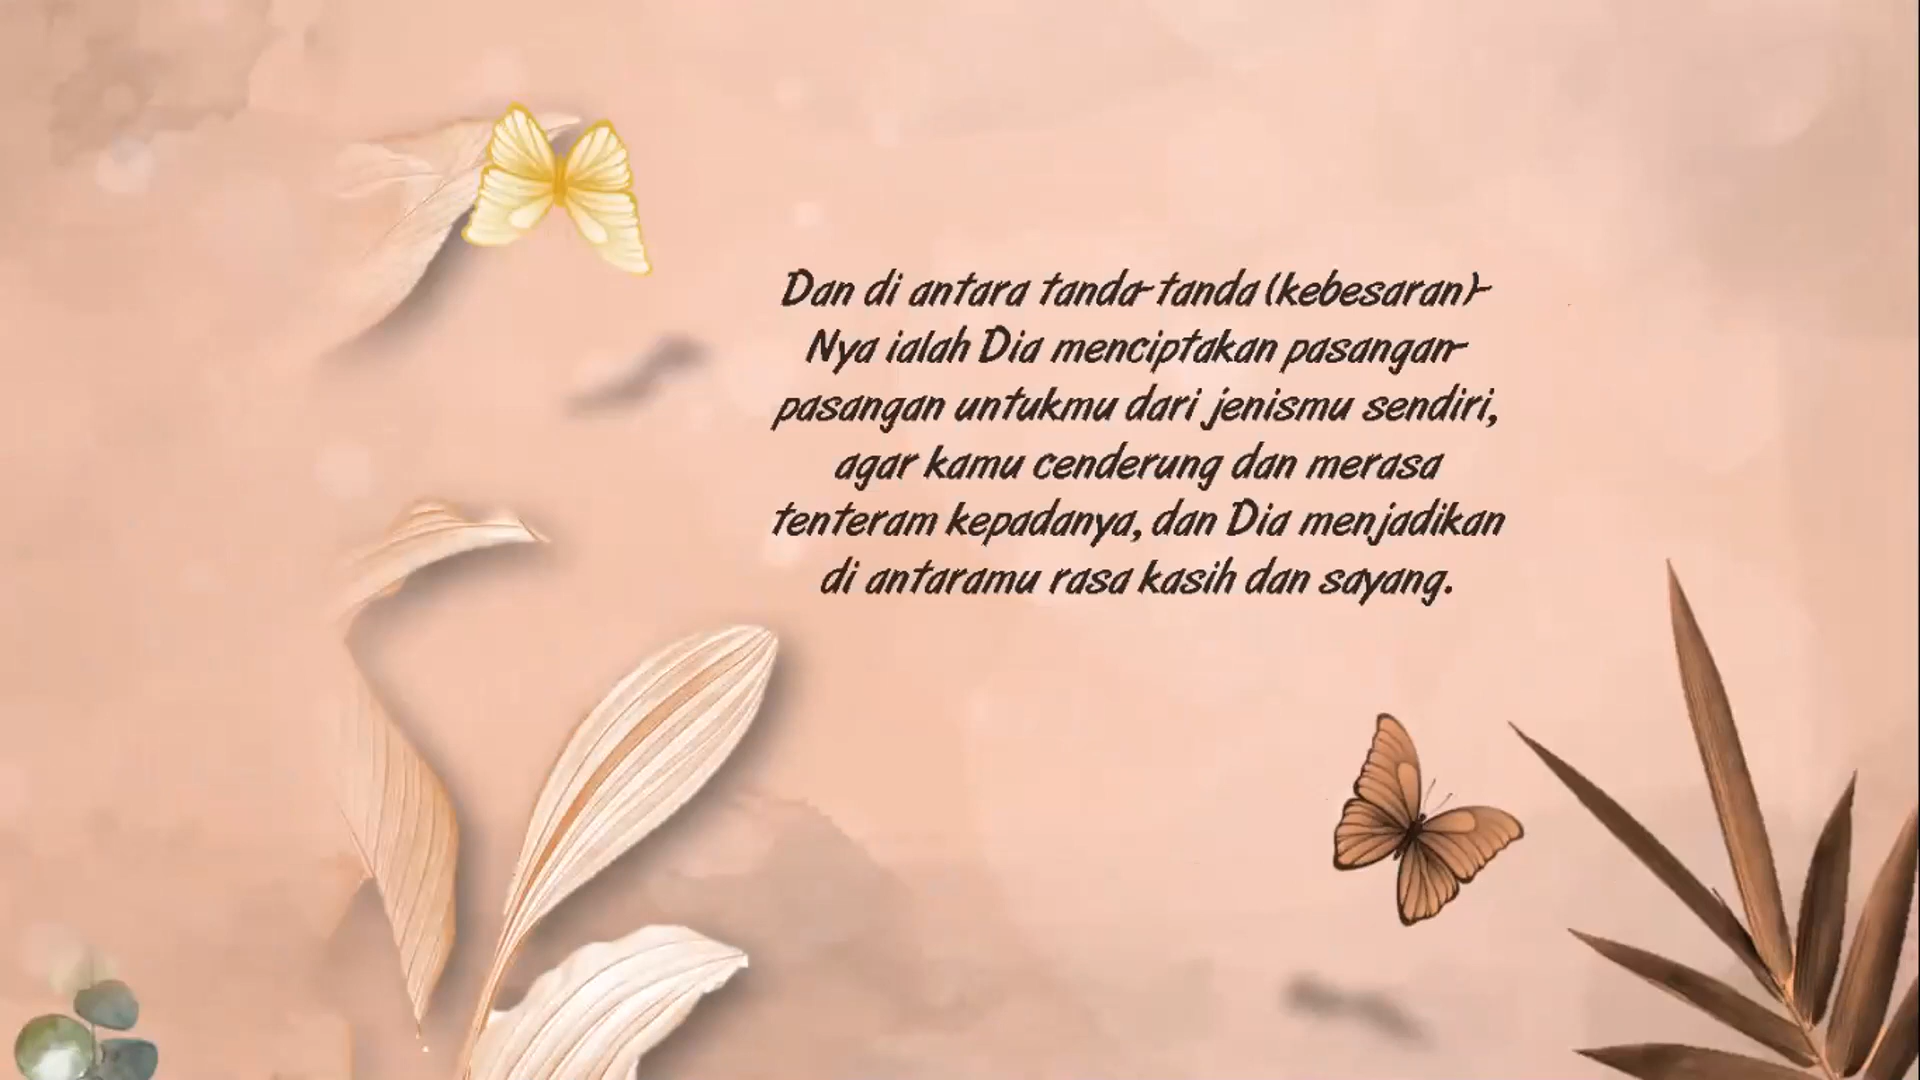 Dan di antara tanda-tanda (kebesaran)-
Nya ialah Dia menciptakan pasangan-
pasangan untukmu dari jenismu sendiri,
agar kamu cenderung dan merasa
tenteram kepadanya, dan Dia menjadikan
di antaramu rasa kasih dan sayang.